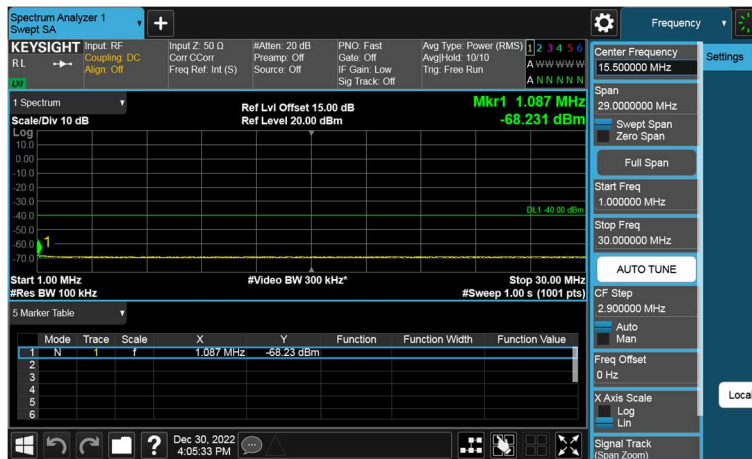 Spectrum Analyzer 1
Swept SA
+
Frequency
KEYSIGHT
RL
LXI
Input: RF
Coupling: DC
Align: Off
Input Z: 50 Ω
Corr CCorr
Freq Ref: Int (S)
#Atten: 20 dB
Preamp: Off
Source: Off
PNO: Fast
Gate: Off
IF Gain: Low
Sig Track: Off
Avg Type: Power (RMS)
Avg|Hold: 10/10
Trig: Free Run
1 2 3 4 5 6
A W W W W W
A N N N N N
1 Spectrum
Scale/Div 10 dB
Ref Lvl Offset 15.00 dB
Ref Level 20.00 dBm
Mkr1 1.087 MHz
-68.231 dBm
Log
10.0
0.00
-10.0
-20.0
-30.0
-40.0
-50.0
-60.0
-70.0
DL1 -40.00 dBm
1
Start 1.00 MHz
#Res BW 100 kHz
#Video BW 300 kHz*
Stop 30.00 MHz
#Sweep 1.00 s (1001 pts)
5 Marker Table
Mode Trace Scale X Y Function Function Width Function Value
1 N 1 f 1.087 MHz -68.23 dBm
2
3
4
5
6
?
Dec 30, 2022
4:05:33 PM
Center Frequency
15.500000 MHz
Span
29.0000000 MHz
Swept Span
Zero Span
Full Span
Start Freq
1.000000 MHz
Stop Freq
30.000000 MHz
AUTO TUNE
CF Step
2.900000 MHz
Auto
Man
Freq Offset
0 Hz
X Axis Scale
Log
Lin
Signal Track
(Span Zoom)
Settings
Local